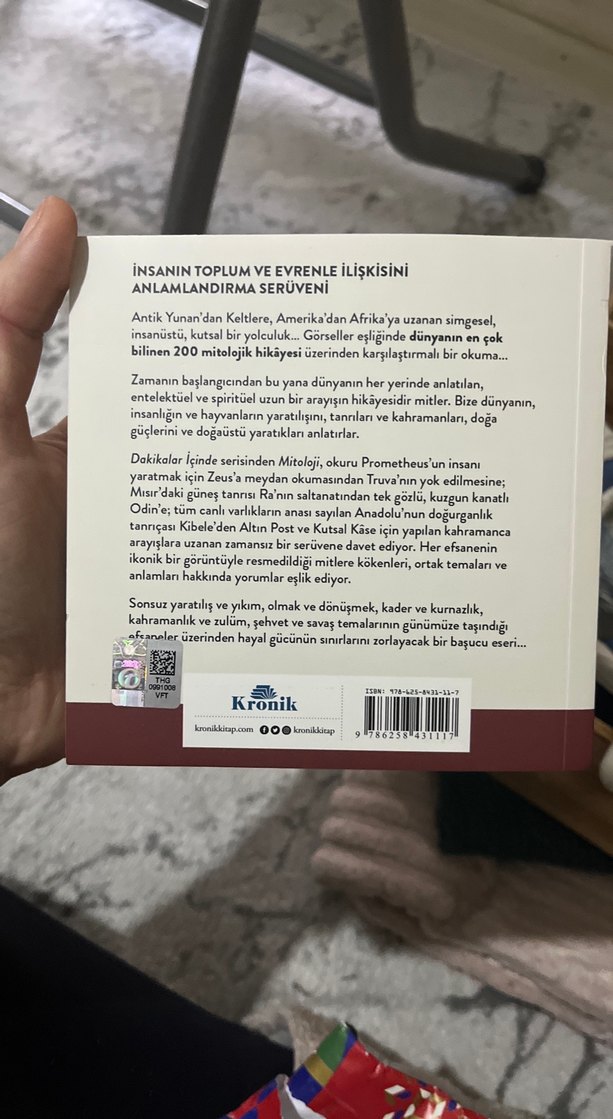 İNSANIN TOPLUM VE EVRENLE İLİŞKİSİNİ
ANLAMLANDIRMA SERÜVENİ
Antik Yunan'dan Keltlere, Amerika'dan Afrika'ya uzanan simgesel,
insanüstü, kutsal bir yolculuk... Görseller eşliğinde dünyanın en çok
bilinen 200 mitolojik hikâyesi üzerinden karşılaştırmalı bir okuma...
Zamanın başlangıcından bu yana dünyanın her yerinde anlatılan,
entelektüel ve spiritüel uzun bir arayışın hikâyesidir mitler. Bize dünyanın,
insanlığın ve hayvanların yaratılışını, tanrıları ve kahramanları, doğa
güçlerini ve doğaüstü yaratıkları anlatırlar.
Dakikalar İçinde serisinden Mitoloji, okuru Prometheus'un insanı
yaratmak için Zeus'a meydan okumasından Truva'nın yok edilmesine;
Mısır'daki güneş tanrısı Ra'nın saltanatından tek gözlü, kuzgun kanatlı
Odin'e; tüm canlı varlıkların anası sayılan Anadolu'nun doğurganlık
tanrıçası Kibele'den Altın Post ve Kutsal Kâse için yapılan kahramanca
arayışlara uzanan zamansız bir serüvene davet ediyor. Her efsanenin
ikonik bir görüntüyle resmedildiği mitlere kökenleri, ortak temaları ve
anlamları hakkında yorumlar eşlik ediyor.
Sonsuz yaratılış ve yıkım, olmak ve dönüşmek, kader ve kurnazlık,
kahramanlık ve zulüm, şehvet ve savaş temalarının günümüze taşındığı
efsaneler üzerinden hayal gücünün sınırlarını zorlayacak bir başucu eseri...
THG
0991008
VFT
Kronik
kronikkitap.com kronikkitap
ISBN: 978-625-8431-11-7
9 786258 431117